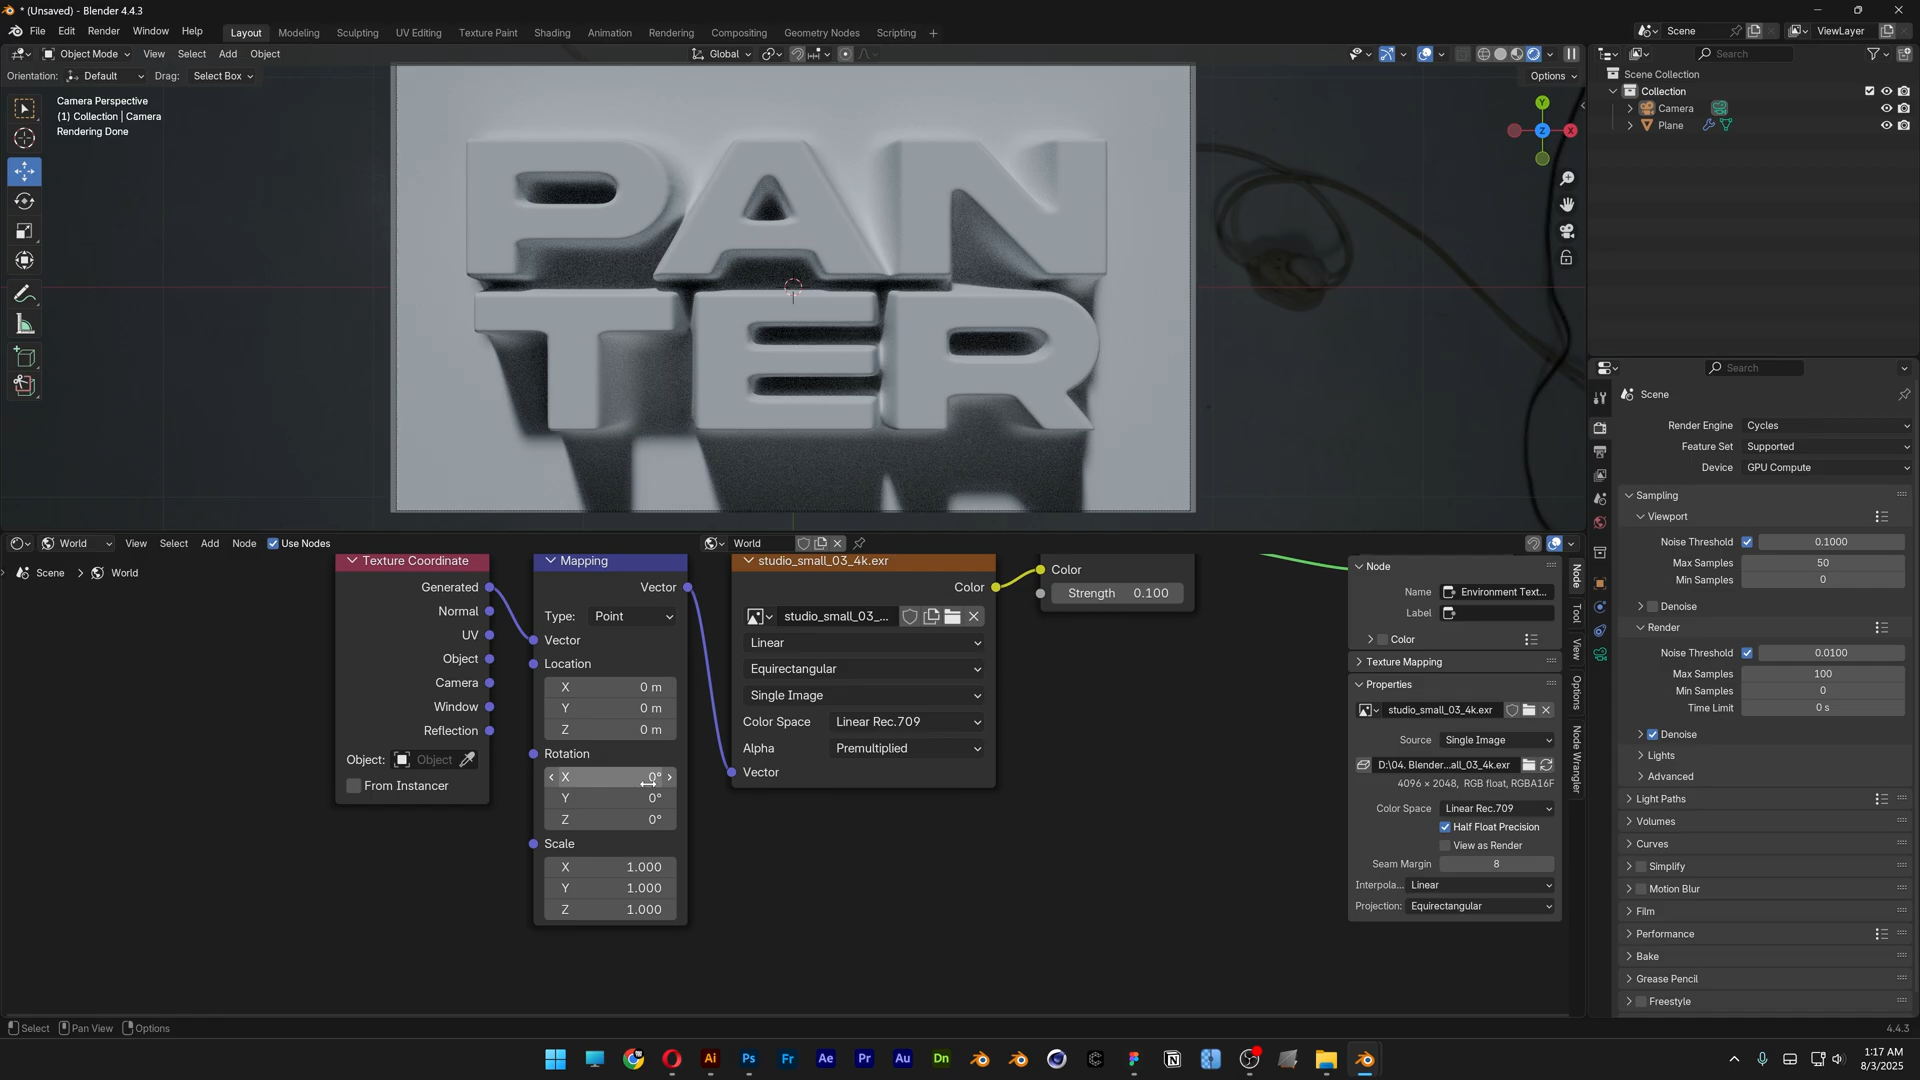 * (Unsaved) - Blender 4.4.3
File Edit Render Window Help Layout Modeling Sculpting UV Editing Texture Paint Shading Animation Rendering Compositing Geometry Nodes Scripting + Scene ViewLayer
Object Mode View Select Add Object Global Search
Orientation: Default Drag: Select Box Options
Camera Perspective
(1) Collection | Camera
Rendering Done
Y
X
Z
PAN
TER
Scene Collection
Collection
Camera
Plane
Search
Scene
Render Engine Cycles
Feature Set Supported
Device GPU Compute
Sampling
Viewport
Noise Threshold 0.1000
Max Samples 50
Min Samples 0
Denoise
Render
Noise Threshold 0.0100
Max Samples 100
Min Samples 0
Time Limit 0 s
Denoise
Lights
Advanced
Light Paths
Volumes
Curves
Simplify
Motion Blur
Film
Performance
Bake
Grease Pencil
Freestyle
World View Select Add Node Use Nodes World
Scene > World
Texture Coordinate
Generated
Normal
UV
Object
Camera
Window
Reflection
Object: Object
From Instancer
Mapping
Vector
Type: Point
Vector
Location
X 0 m
Y 0 m
Z 0 m
Rotation
X 0°
Y 0°
Z 0°
Scale
X 1.000
Y 1.000
Z 1.000
studio_small_03_4k.exr
Color
studio_small_03_...
Linear
Equirectangular
Single Image
Color Space Linear Rec.709
Alpha Premultiplied
Vector
Color
Strength 0.100
Node
Name Environment Text...
Label
Color
Texture Mapping
Properties
studio_small_03_4k.exr
Source Single Image
D:\04. Blender...all_03_4k.exr
4096 × 2048, RGB float, RGBA16F
Color Space Linear Rec.709
Half Float Precision
View as Render
Seam Margin 8
Interpola... Linear
Projection: Equirectangular
Node
Tool
View
Options
Node Wrangler
Select Pan View Options 4.4.3
Ai Ps Fr Ae Pr Au Dn
1:17 AM
8/3/2025